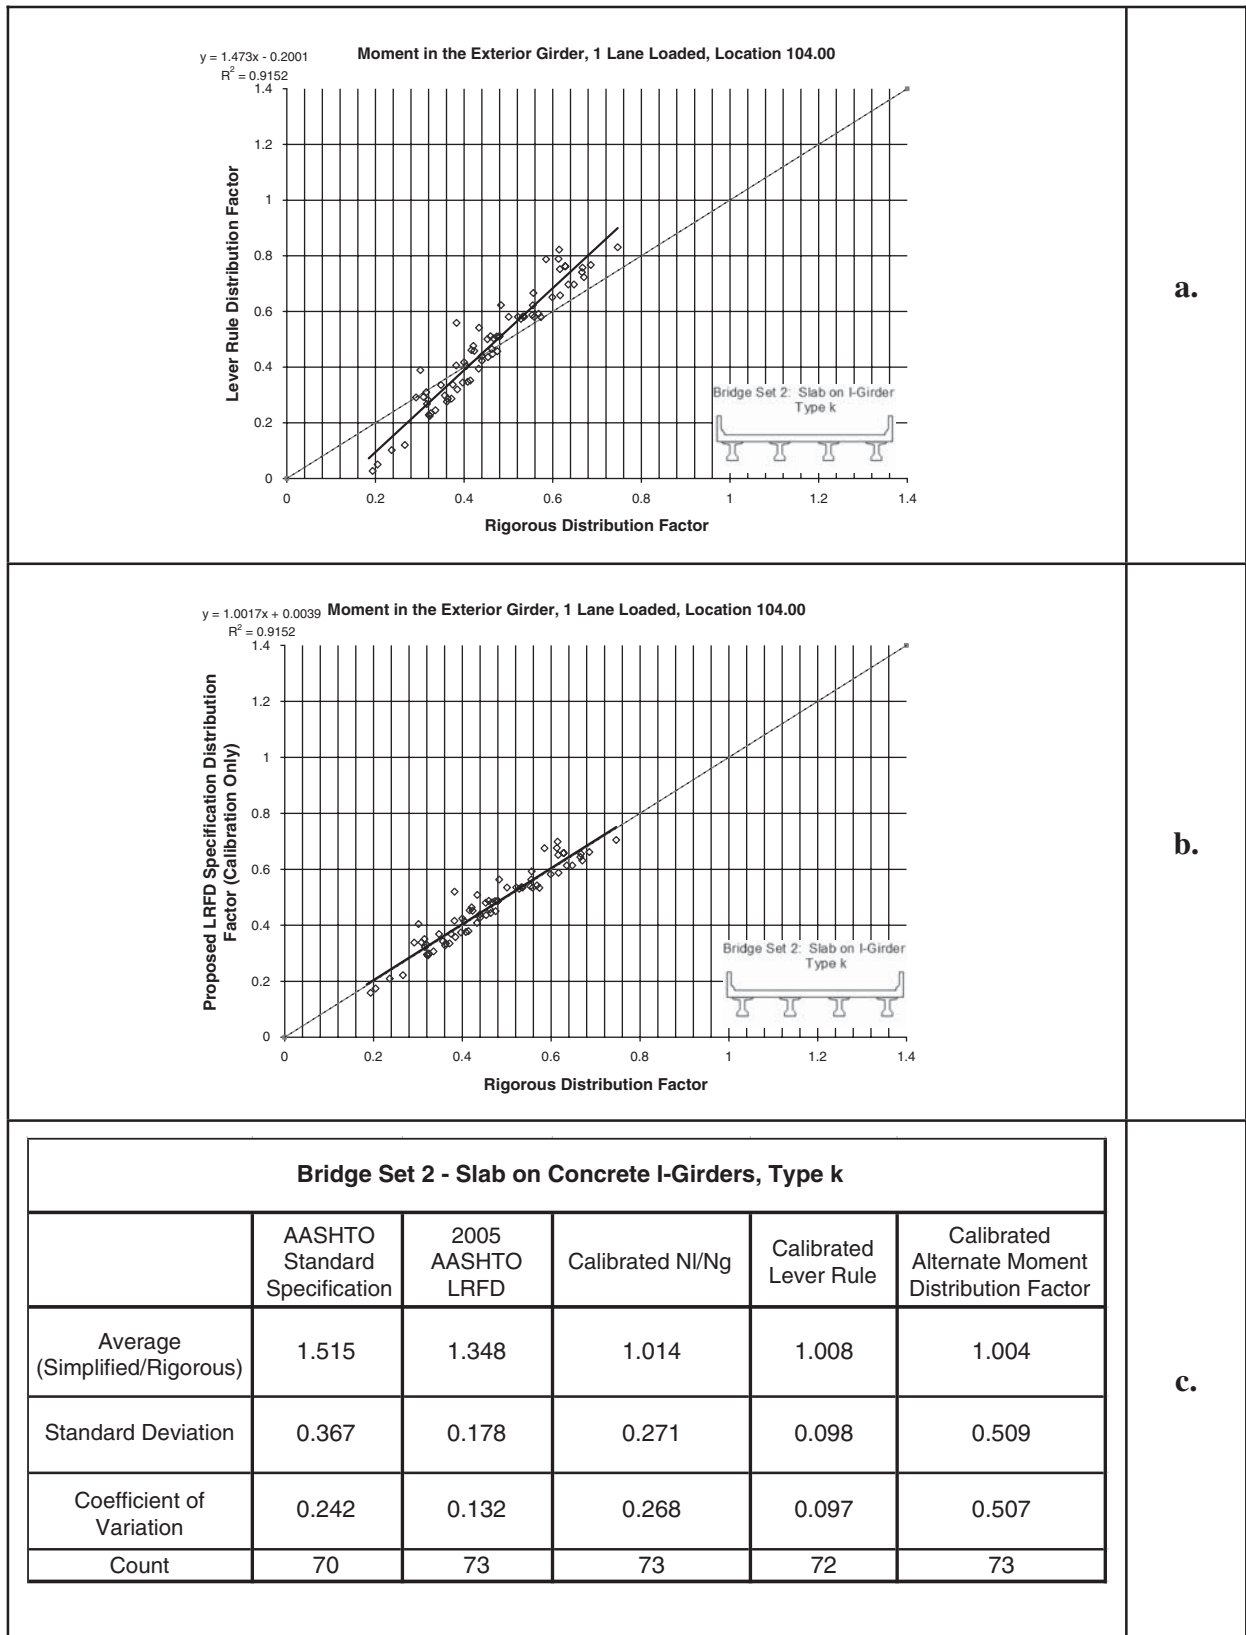 y = 1.473x - 0.2001
R² = 0.9152
Moment in the Exterior Girder, 1 Lane Loaded, Location 104.00
Lever Rule Distribution Factor
1.4
1.2
1
0.8
0.6
0.4
0.2
0
0 0.2 0.4 0.6 0.8 1 1.2 1.4
Rigorous Distribution Factor
Bridge Set 2: Slab on I-Girder
Type k
a.
y = 1.0017x + 0.0039
R² = 0.9152
Moment in the Exterior Girder, 1 Lane Loaded, Location 104.00
Proposed LRFD Specification Distribution
Factor (Calibration Only)
1.4
1.2
1
0.8
0.6
0.4
0.2
0
0 0.2 0.4 0.6 0.8 1 1.2 1.4
Rigorous Distribution Factor
Bridge Set 2: Slab on I-Girder
Type k
b.
Bridge Set 2 - Slab on Concrete I-Girders, Type k
AASHTO
Standard
Specification
2005
AASHTO
LRFD
Calibrated Nl/Ng
Calibrated
Lever Rule
Calibrated
Alternate Moment
Distribution Factor
Average
(Simplified/Rigorous)
1.515 1.348 1.014 1.008 1.004
Standard Deviation 0.367 0.178 0.271 0.098 0.509
Coefficient of
Variation
0.242 0.132 0.268 0.097 0.507
Count 70 73 73 72 73
c.